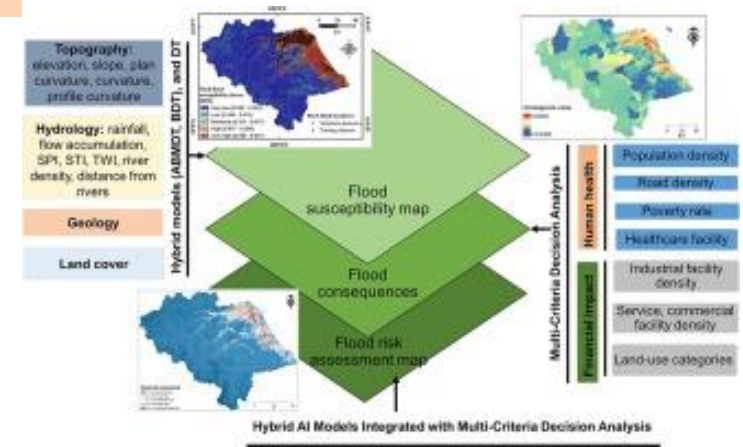 Topography:
elevation, slope, plan
curvature, curvature,
profile curvature
Hydrology: rainfall,
flow accumulation,
SPI, STI, TWI, river
density, distance from
rivers
Geology
Land cover
Hybrid models (ABMDT, BDT), and DT
Flood
susceptibility map
Flood
consequences
Flood risk
assessment map
Multi-Criteria Decision Analysis
Human health
Population density
Road density
Poverty rate
Healthcare facility
Financial impact
Industrial facility
density
Service, commercial
facility density
Land-use categories
Hybrid AI Models Integrated with Multi-Criteria Decision Analysis